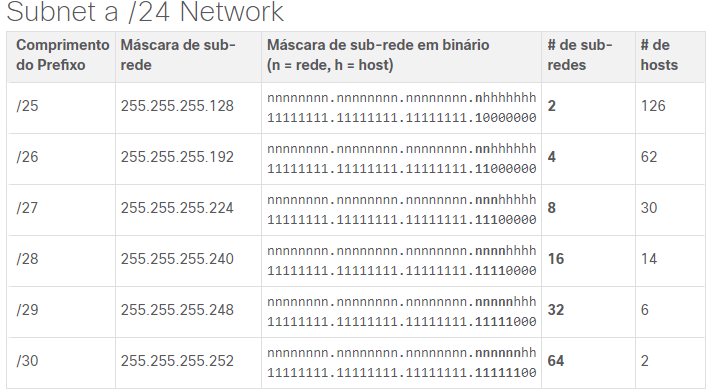 Subnet a /24 Network
Comprimento do Prefixo | Máscara de sub-rede | Máscara de sub-rede em binário (n = rede, h = host) | # de sub-redes | # de hosts
/25 | 255.255.255.128 | nnnnnnnn.nnnnnnnn.nnnnnnnn.nhhhhhhh | 2 | 126
11111111.11111111.11111111.10000000
/26 | 255.255.255.192 | nnnnnnnn.nnnnnnnn.nnnnnnnn.nnhhhhhh | 4 | 62
11111111.11111111.11111111.11000000
/27 | 255.255.255.224 | nnnnnnnn.nnnnnnnn.nnnnnnnn.nnnhhhhh | 8 | 30
11111111.11111111.11111111.11100000
/28 | 255.255.255.240 | nnnnnnnn.nnnnnnnn.nnnnnnnn.nnnnhhhh | 16 | 14
11111111.11111111.11111111.11110000
/29 | 255.255.255.248 | nnnnnnnn.nnnnnnnn.nnnnnnnn.nnnnnhhh | 32 | 6
11111111.11111111.11111111.11111000
/30 | 255.255.255.252 | nnnnnnnn.nnnnnnnn.nnnnnnnn.nnnnnnhh | 64 | 2
11111111.11111111.11111111.11111100